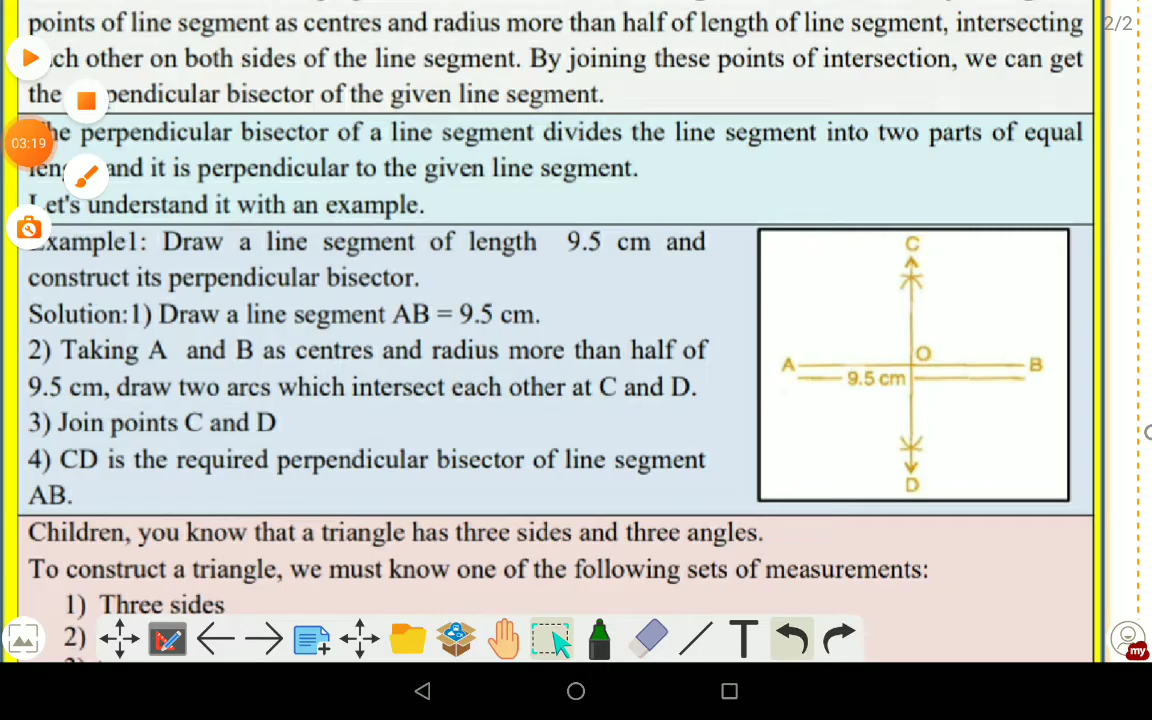 points of line segment as centres and radius more than half of length of line segment, intersecting
2/2
ch other on both sides of the line segment. By joining these points of intersection, we can get
the pendicular bisector of the given line segment.
he perpendicular bisector of a line segment divides the line segment into two parts of equal
03:19
and it is perpendicular to the given line segment.
Let's understand it with an example.
xample1: Draw a line segment of length 9.5 cm and
construct its perpendicular bisector.
Solution:1) Draw a line segment AB = 9.5 cm.
2) Taking A and B as centres and radius more than half of
9.5 cm, draw two arcs which intersect each other at C and D.
3) Join points C and D
4) CD is the required perpendicular bisector of line segment
AB.
C
O
A B
9.5 cm
D
Children, you know that a triangle has three sides and three angles.
To construct a triangle, we must know one of the following sets of measurements:
1) Three sides
2)
T
my